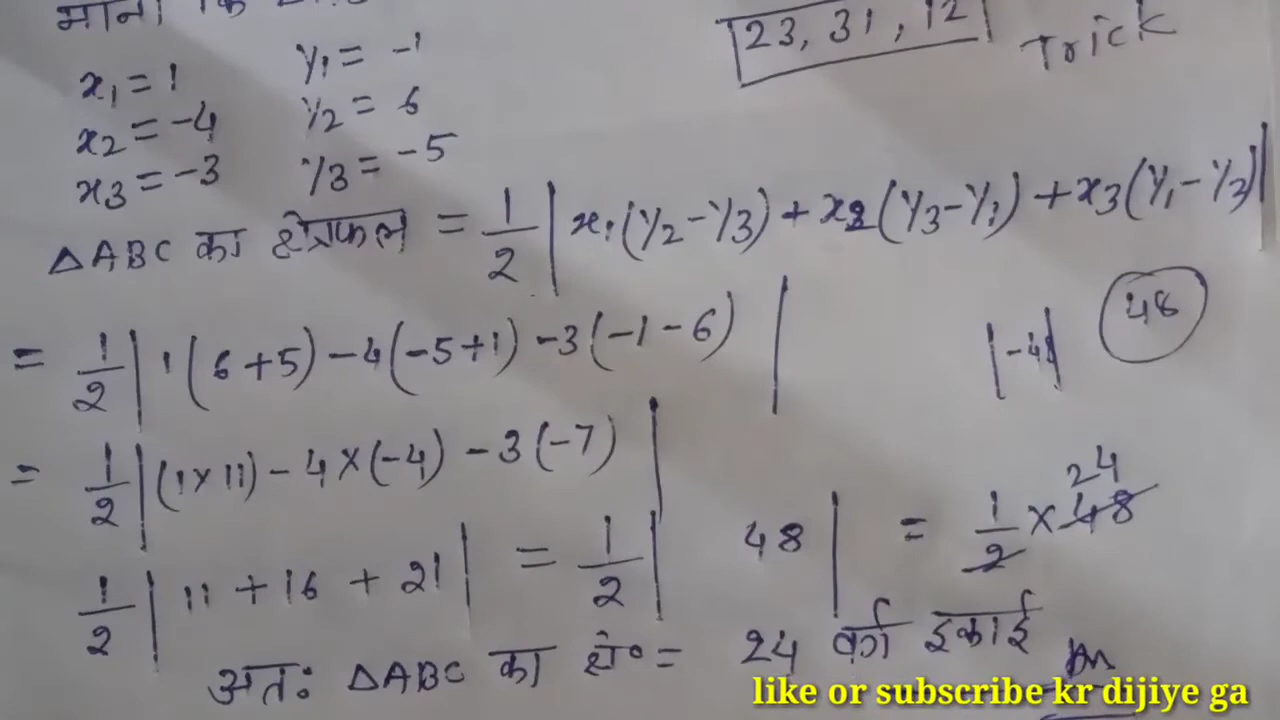 माना कि
x₁ = 1 y₁ = -1
x₂ = -4 y₂ = 6
x₃ = -3 y₃ = -5
23, 31, 12 Trick
△ABC का क्षेत्रफल = 1/2 | x₁(y₂-y₃) + x₂(y₃-y₁) + x₃(y₁-y₂) |
= 1/2 | 1(6+5) -4(-5+1) -3(-1-6) | |-4| 48
= 1/2 | (1×11) - 4×(-4) - 3(-7) |
1/2 | 11 + 16 + 21 | = 1/2 | 48 | = 1/2 × 48 24
अतः △ABC का क्षे० = 24 वर्ग इकाई
like or subscribe kr dijiye ga